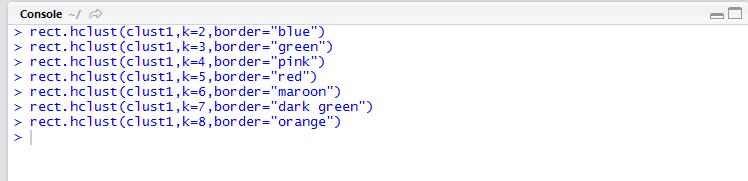 Console ~/
> rect.hclust(clust1,k=2,border="blue")
> rect.hclust(clust1,k=3,border="green")
> rect.hclust(clust1,k=4,border="pink")
> rect.hclust(clust1,k=5,border="red")
> rect.hclust(clust1,k=6,border="maroon")
> rect.hclust(clust1,k=7,border="dark green")
> rect.hclust(clust1,k=8,border="orange")
>